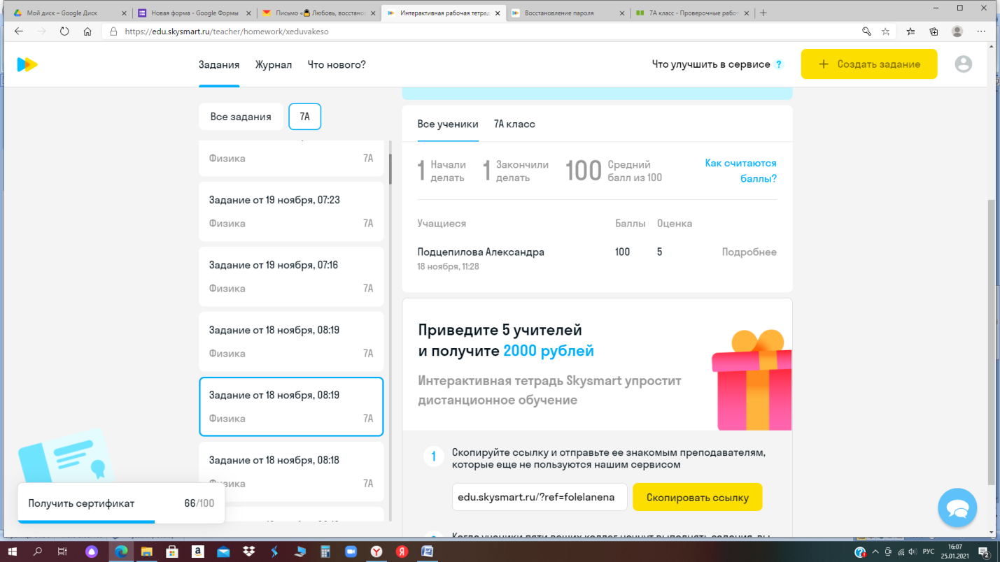 Мой диск – Google Диск
Новая форма - Google Формы
Письмо «Любовь, восстанов
Интерактивная рабочая тетрадь
Восстановление пароля
7А класс - Проверочные работ
https://edu.skysmart.ru/teacher/homework/xeduvakeso
Задания
Журнал
Что нового?
Что улучшить в сервисе ?
+ Создать задание
Все задания
7А
Физика 7А
Задание от 19 ноября, 07:23
Физика 7А
Задание от 19 ноября, 07:16
Физика 7А
Задание от 18 ноября, 08:19
Физика 7А
Задание от 18 ноября, 08:19
Физика 7А
Задание от 18 ноября, 08:18
Физика 7А
Получить сертификат 66/100
Все ученики
7А класс
1 Начали делать
1 Закончили делать
100 Средний балл из 100
Как считаются
баллы?
Учащиеся Баллы Оценка
Подцепилова Александра 100 5 Подробнее
18 ноября, 11:28
Приведите 5 учителей
и получите 2000 рублей
Интерактивная тетрадь Skysmart упростит
дистанционное обучение
1
Скопируйте ссылку и отправьте ее знакомым преподавателям,
которые еще не пользуются нашим сервисом
edu.skysmart.ru/?ref=folelanena
Скопировать ссылку
Когда ученики пяти ваших коллег начнут выполнять задания, вы
РУС
16:07
25.01.2021
2